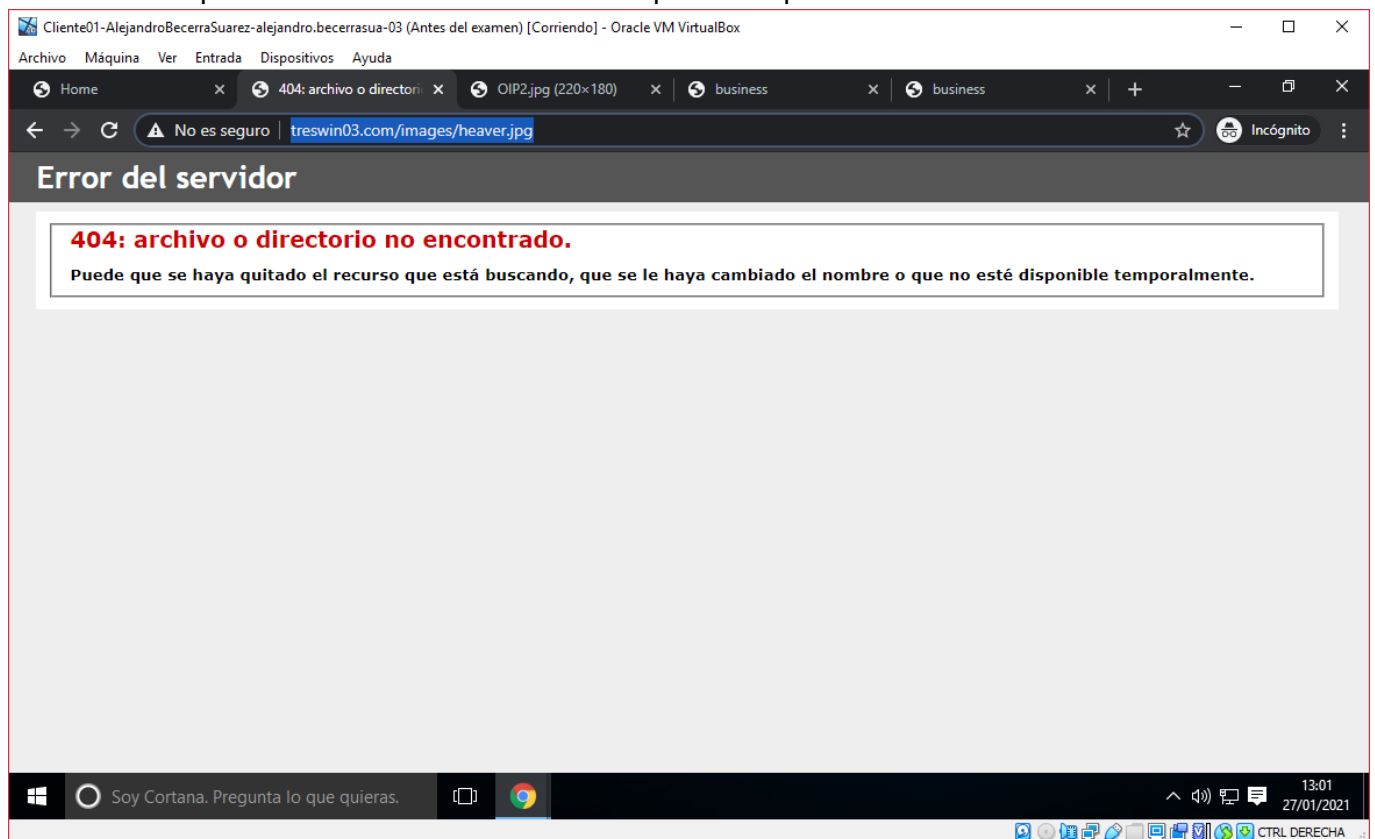 Cliente01-AlejandroBecerraSuarez-alejandro.becerrasua-03 (Antes del examen) [Corriendo] - Oracle VM VirtualBox
Archivo Máquina Ver Entrada Dispositivos Ayuda
Home 404: archivo o directorio OIP2.jpg (220×180) business business
No es seguro treswin03.com/images/heaver.jpg Incógnito
Error del servidor
404: archivo o directorio no encontrado.
Puede que se haya quitado el recurso que está buscando, que se le haya cambiado el nombre o que no esté disponible temporalmente.
Soy Cortana. Pregunta lo que quieras.
13:01
27/01/2021
CTRL DERECHA